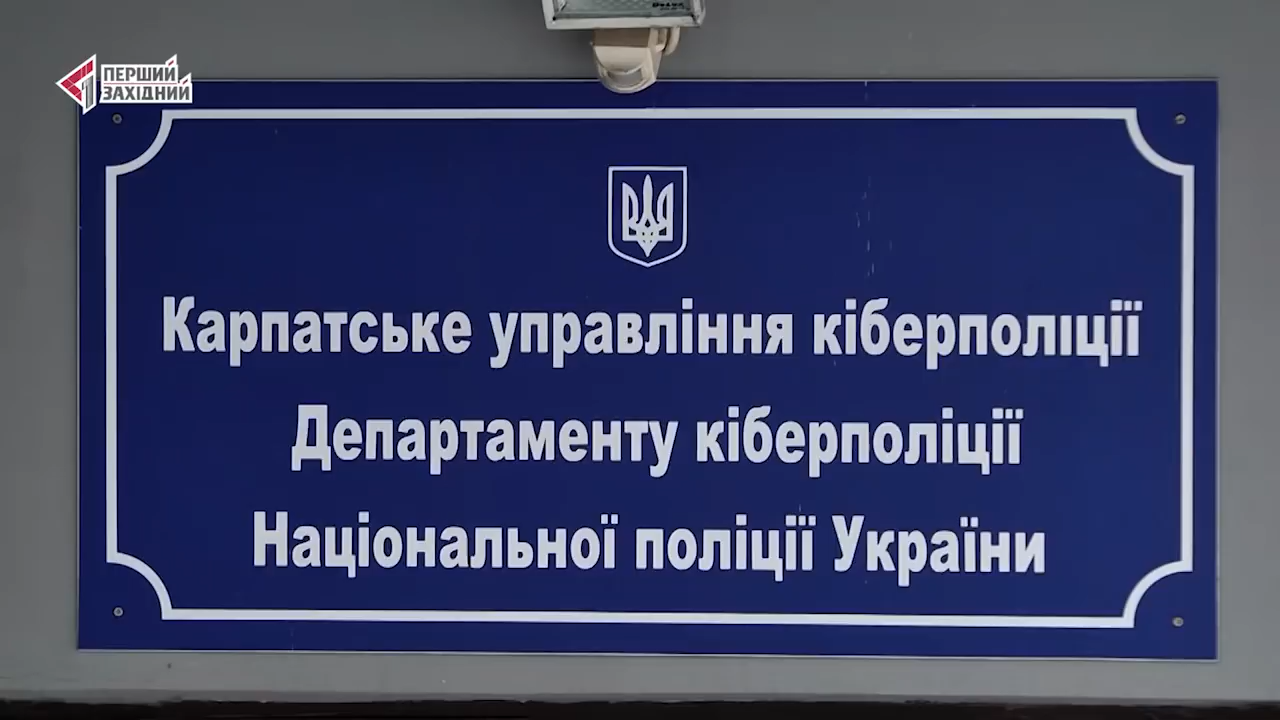 ПЕРШИЙ
ЗАХІДНИЙ
Карпатське управління кіберполіції
Департаменту кіберполіції
Національної поліції України